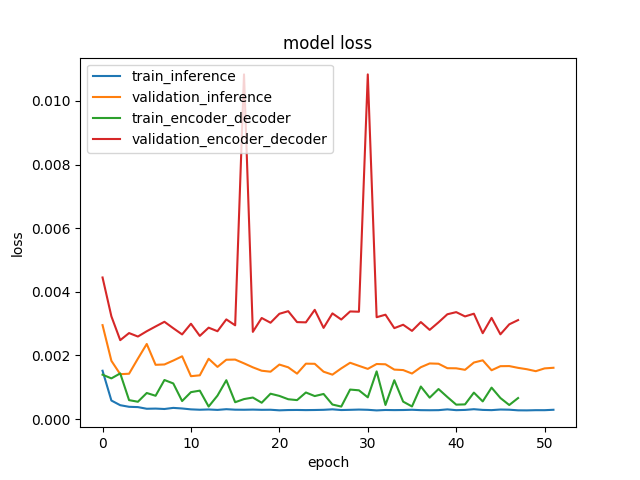 model loss
train_inference
validation_inference
train_encoder_decoder
validation_encoder_decoder
loss
0.010
0.008
0.006
0.004
0.002
0.000
0 10 20 30 40 50
epoch